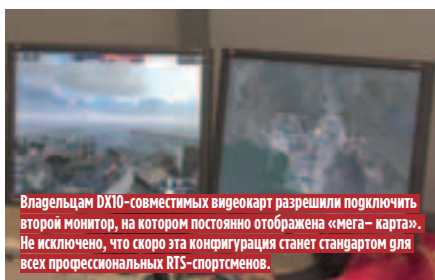 Владельцам DX10-совместимых видеокарт разрешили подключить
второй монитор, на котором постоянно отображена «мега– карта».
Не исключено, что скоро эта конфигурация станет стандартом для
всех профессиональных RTS-спортсменов.